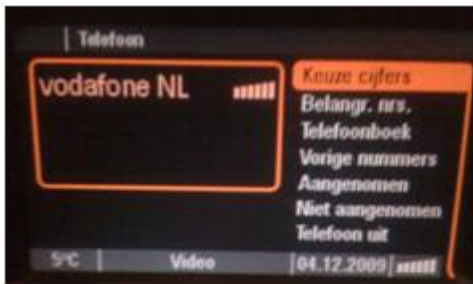 Telefoon
vodafone NL
Keuze cijfers
Belangr. nrs.
Telefoonboek
Vorige nummers
Aangenomen
Niet aangenomen
Telefoon uit
5°C Video 04.12.2009